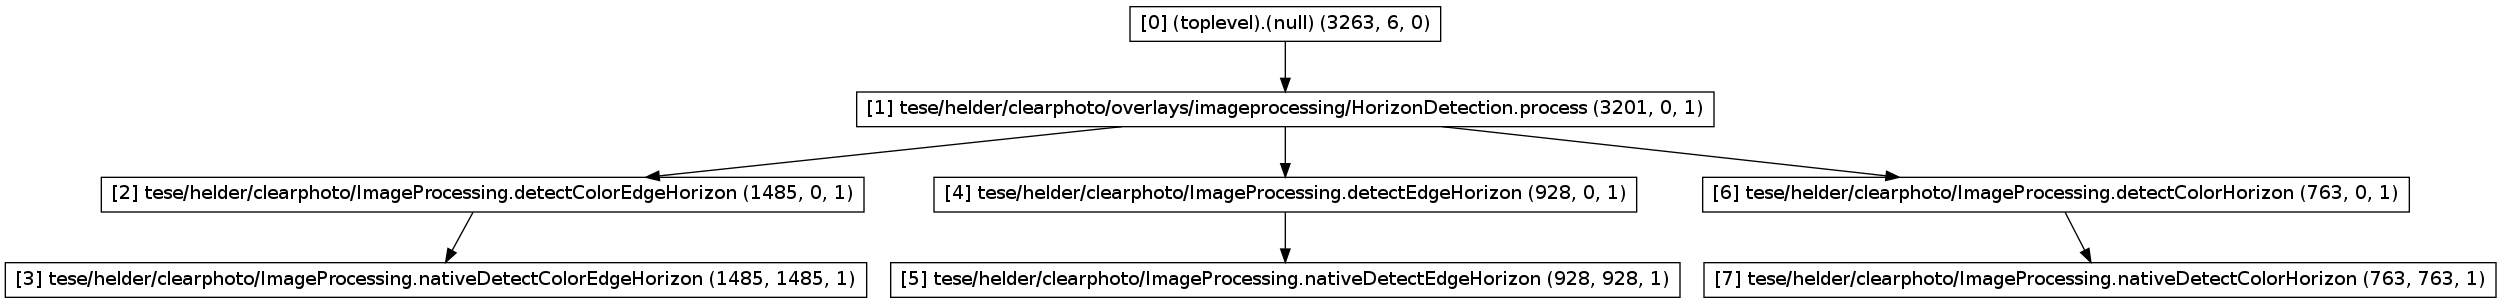 [0] (toplevel).(null) (3263, 6, 0)
[1] tese/helder/clearphoto/overlays/imageprocessing/HorizonDetection.process (3201, 0, 1)
[2] tese/helder/clearphoto/ImageProcessing.detectColorEdgeHorizon (1485, 0, 1)
[4] tese/helder/clearphoto/ImageProcessing.detectEdgeHorizon (928, 0, 1)
[6] tese/helder/clearphoto/ImageProcessing.detectColorHorizon (763, 0, 1)
[3] tese/helder/clearphoto/ImageProcessing.nativeDetectColorEdgeHorizon (1485, 1485, 1)
[5] tese/helder/clearphoto/ImageProcessing.nativeDetectEdgeHorizon (928, 928, 1)
[7] tese/helder/clearphoto/ImageProcessing.nativeDetectColorHorizon (763, 763, 1)